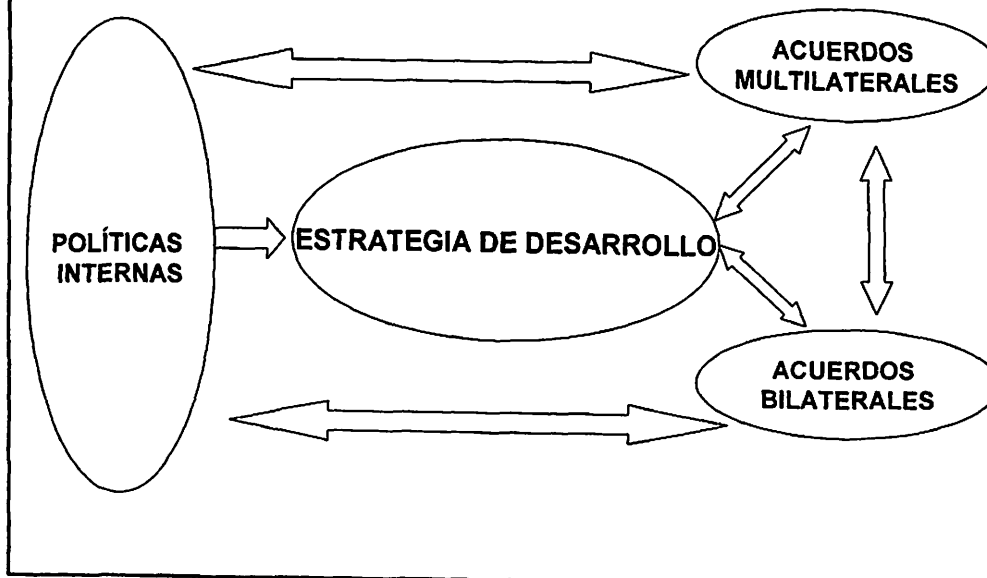 ACUERDOS
MULTILATERALES
POLÍTICAS
INTERNAS
ESTRATEGIA DE DESARROLLO
ACUERDOS
BILATERALES